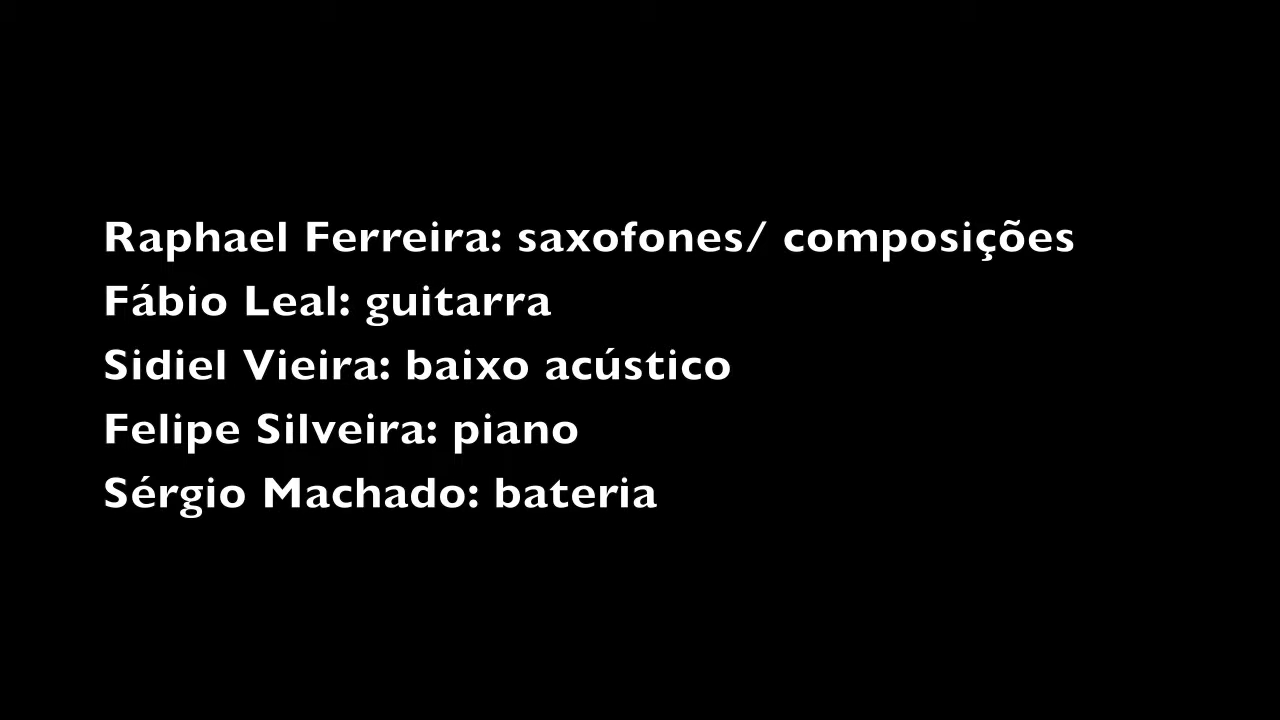 Raphael Ferreira: saxofones/ composições
Fábio Leal: guitarra
Sidiel Vieira: baixo acústico
Felipe Silveira: piano
Sérgio Machado: bateria